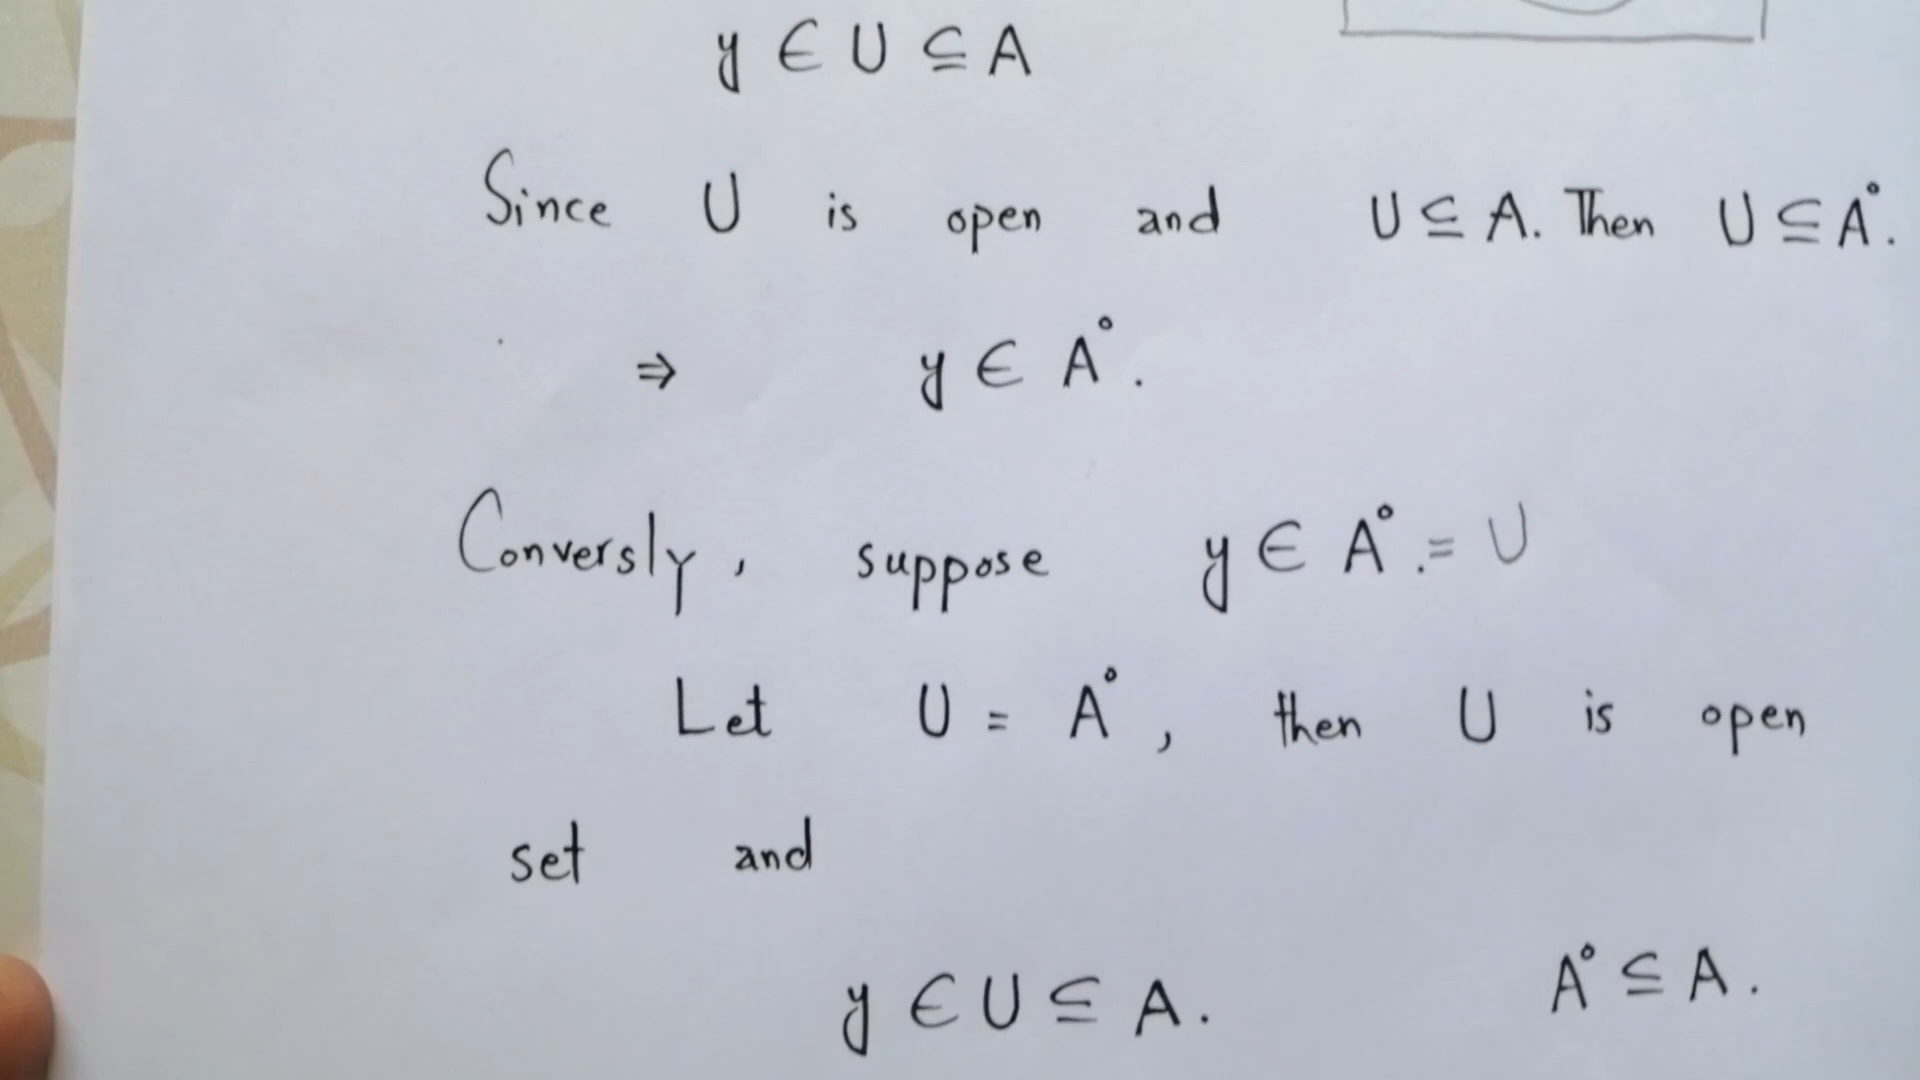 y ∈ U ⊆ A
Since U is open and U ⊆ A. Then U ⊆ A°.
⇒ y ∈ A°.
Conversly, suppose y ∈ A°. = U
Let U = A°, then U is open
set and
y ∈ U ⊆ A. A° ⊆ A.